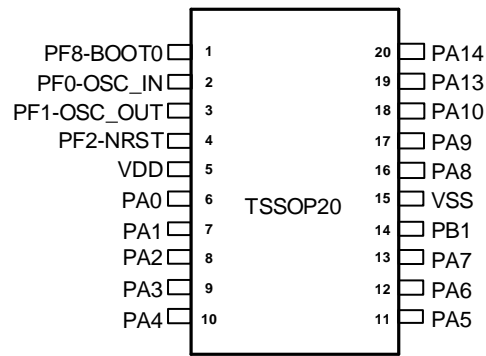 PF8-BOOT0 1 20 PA14
PF0-OSC_IN 2 19 PA13
PF1-OSC_OUT 3 18 PA10
PF2-NRST 4 17 PA9
VDD 5 16 PA8
PA0 6 15 VSS
TSSOP20
PA1 7 14 PB1
PA2 8 13 PA7
PA3 9 12 PA6
PA4 10 11 PA5